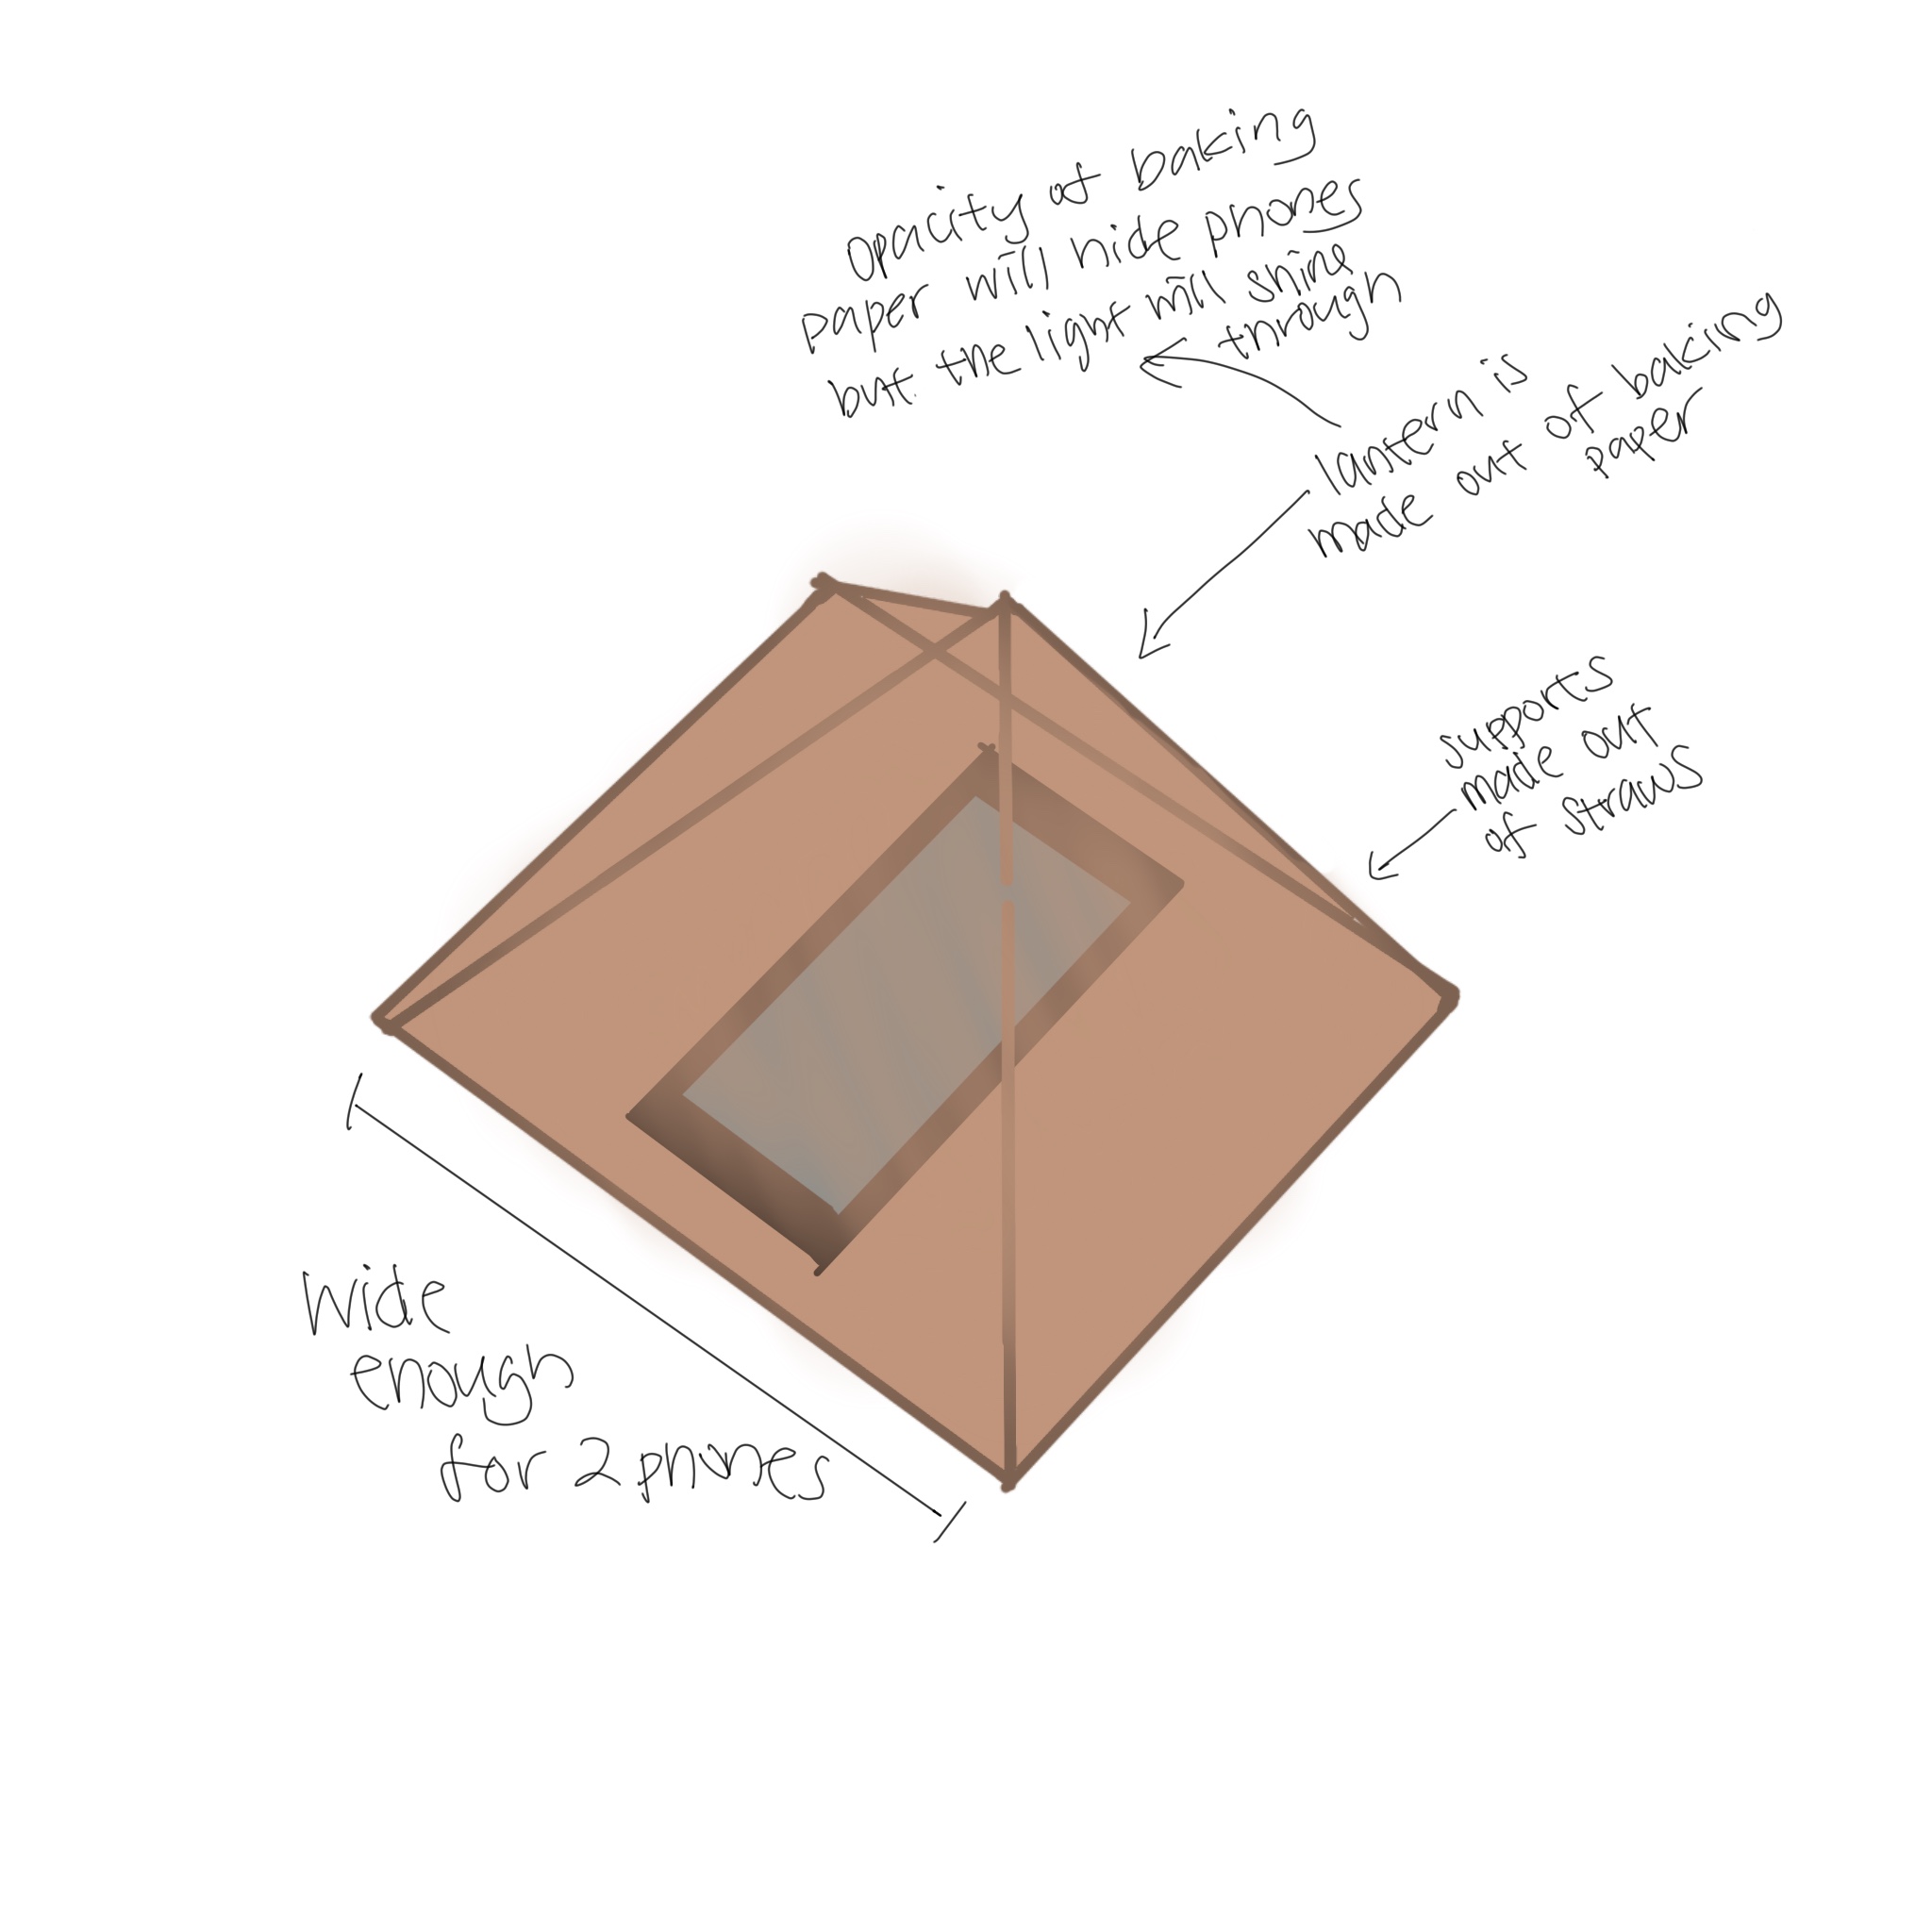 opacity of baking
paper will hide phones
but the light will shine
through
lantern is
made out of baking
paper
supports
made out
of straws
Wide
enough
for 2 phones